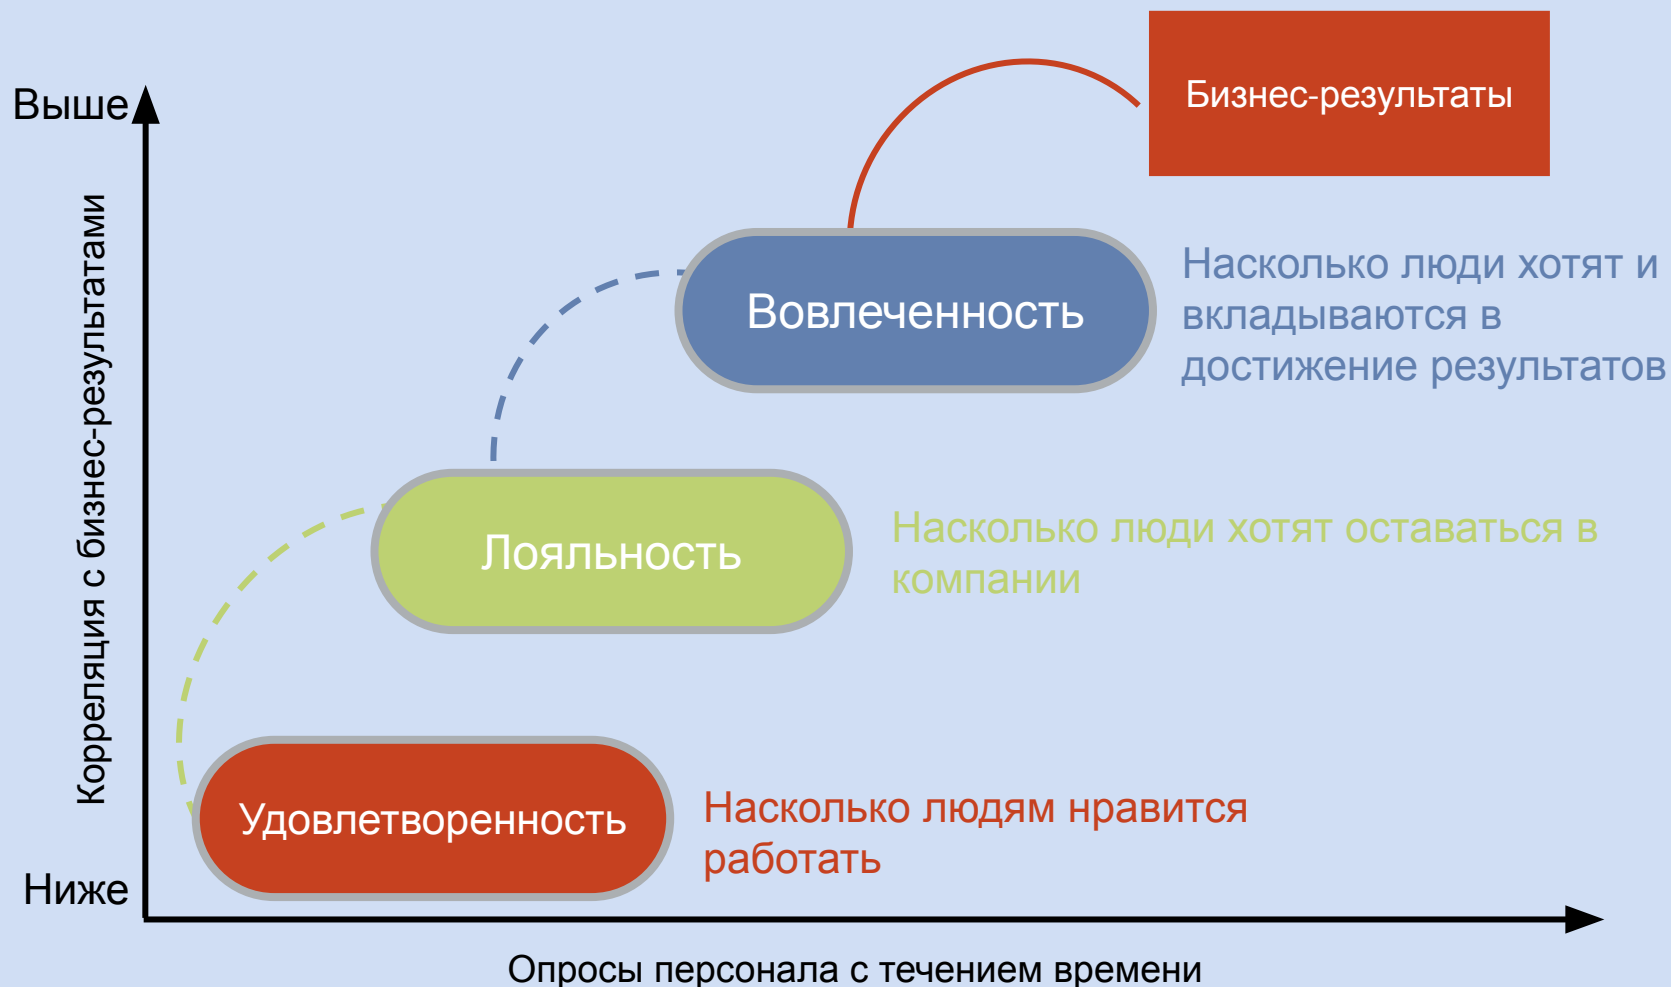 Бизнес-результаты
Выше
Корреляция с бизнес-результатами
Вовлеченность
Насколько люди хотят и
вкладываются в
достижение результатов
Лояльность
Насколько люди хотят оставаться в
компании
Удовлетворенность
Насколько людям нравится
работать
Ниже
Опросы персонала с течением времени